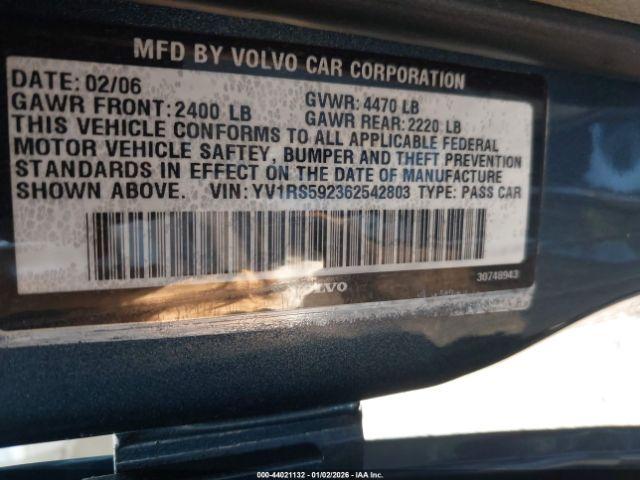 MFD BY VOLVO CAR CORPORATION
DATE: 02/06
GVWR: 4470 LB
GAWR FRONT: 2400 LB
GAWR REAR: 2220 LB
THIS VEHICLE CONFORMS TO ALL APPLICABLE FEDERAL
MOTOR VEHICLE SAFTEY, BUMPER AND THEFT PREVENTION
STANDARDS IN EFFECT ON THE DATE OF MANUFACTURE
SHOWN ABOVE. VIN: YV1RS592362542803 TYPE: PASS CAR
30748943
VOLVO
000-44021132 - 01/02/2026 - IAA Inc.